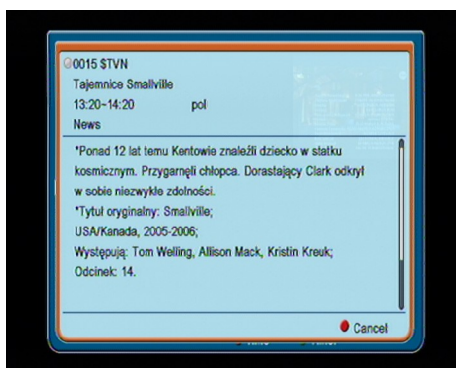 0015 $TVN
Tajemnice Smallville
13:20~14:20 pol
News
"Ponad 12 lat temu Kentowie znaleźli dziecko w statku
kosmicznym. Przygarnęli chłopca. Dorastający Clark odkrył
w sobie niezwykłe zdolności.
"Tytuł oryginalny: Smallville;
USA/Kanada, 2005-2006;
Występują: Tom Welling, Allison Mack, Kristin Kreuk;
Odcinek: 14.
Cancel